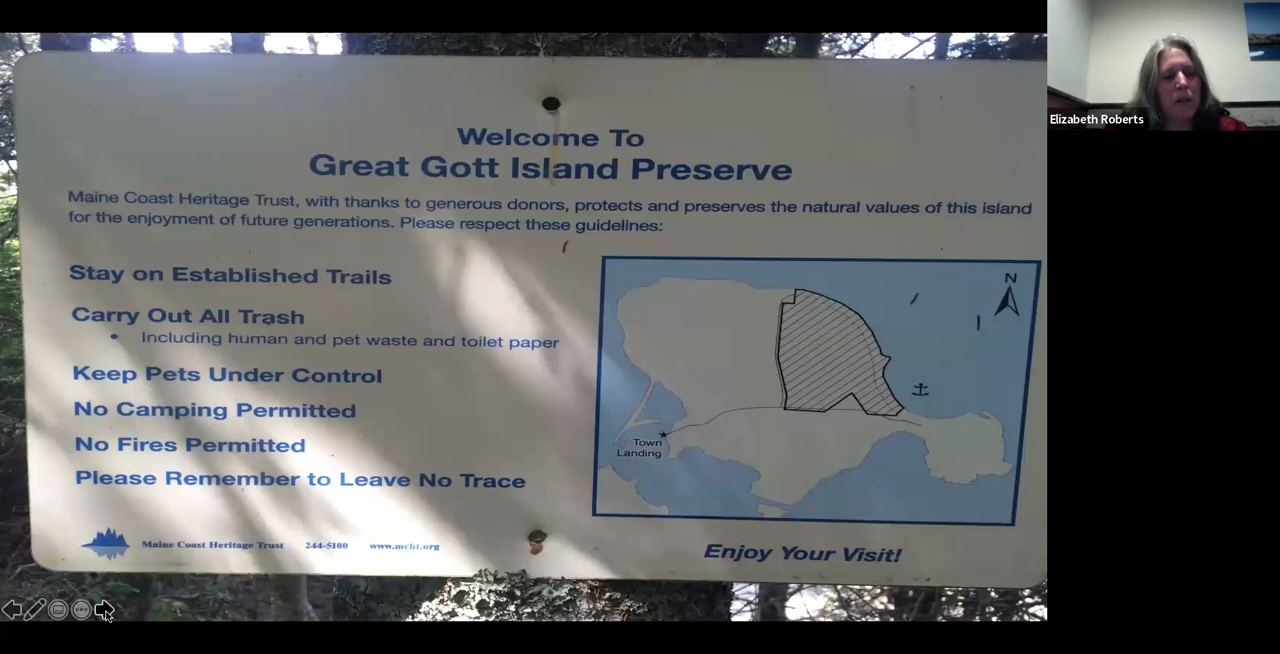 Welcome To
Great Gott Island Preserve
Maine Coast Heritage Trust, with thanks to generous donors, protects and preserves the natural values of this island
for the enjoyment of future generations. Please respect these guidelines:
Stay on Established Trails
Carry Out All Trash
• Including human and pet waste and toilet paper
Keep Pets Under Control
No Camping Permitted
No Fires Permitted
Please Remember to Leave No Trace
Maine Coast Heritage Trust 244-5100 www.mcht.org
N
Town
Landing
Enjoy Your Visit!
Elizabeth Roberts